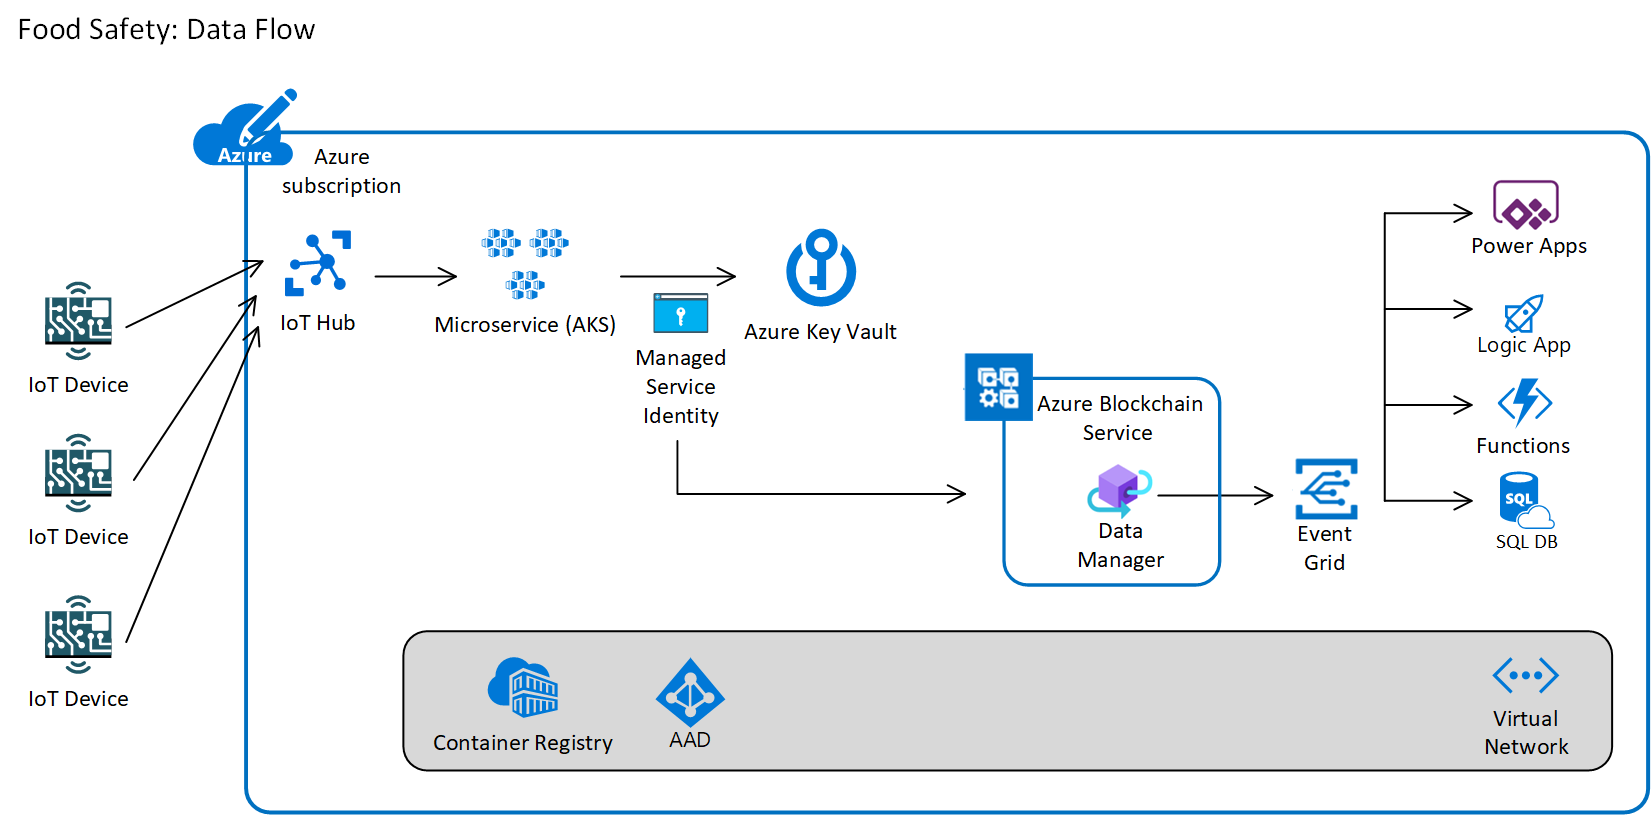 Food Safety: Data Flow
Azure
Azure
subscription
IoT Hub
Microservice (AKS)
Managed
Service
Identity
Azure Key Vault
IoT Device
IoT Device
IoT Device
Azure Blockchain
Service
Data
Manager
Event
Grid
Power Apps
Logic App
Functions
SQL
SQL DB
Container Registry
AAD
Virtual
Network